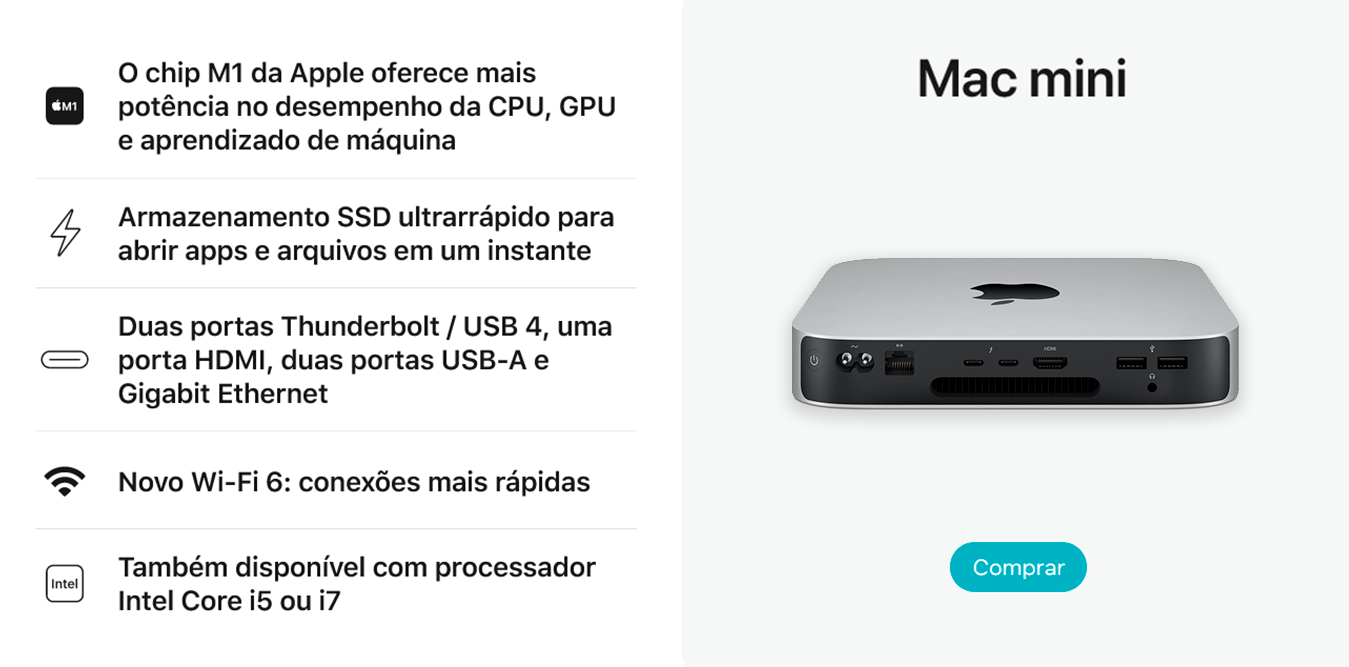 M1
O chip M1 da Apple oferece mais
potência no desempenho da CPU, GPU
e aprendizado de máquina
Armazenamento SSD ultrarrápido para
abrir apps e arquivos em um instante
Duas portas Thunderbolt / USB 4, uma
porta HDMI, duas portas USB-A e
Gigabit Ethernet
Novo Wi-Fi 6: conexões mais rápidas
Intel
Também disponível com processador
Intel Core i5 ou i7
Mac mini
HDMI
Comprar